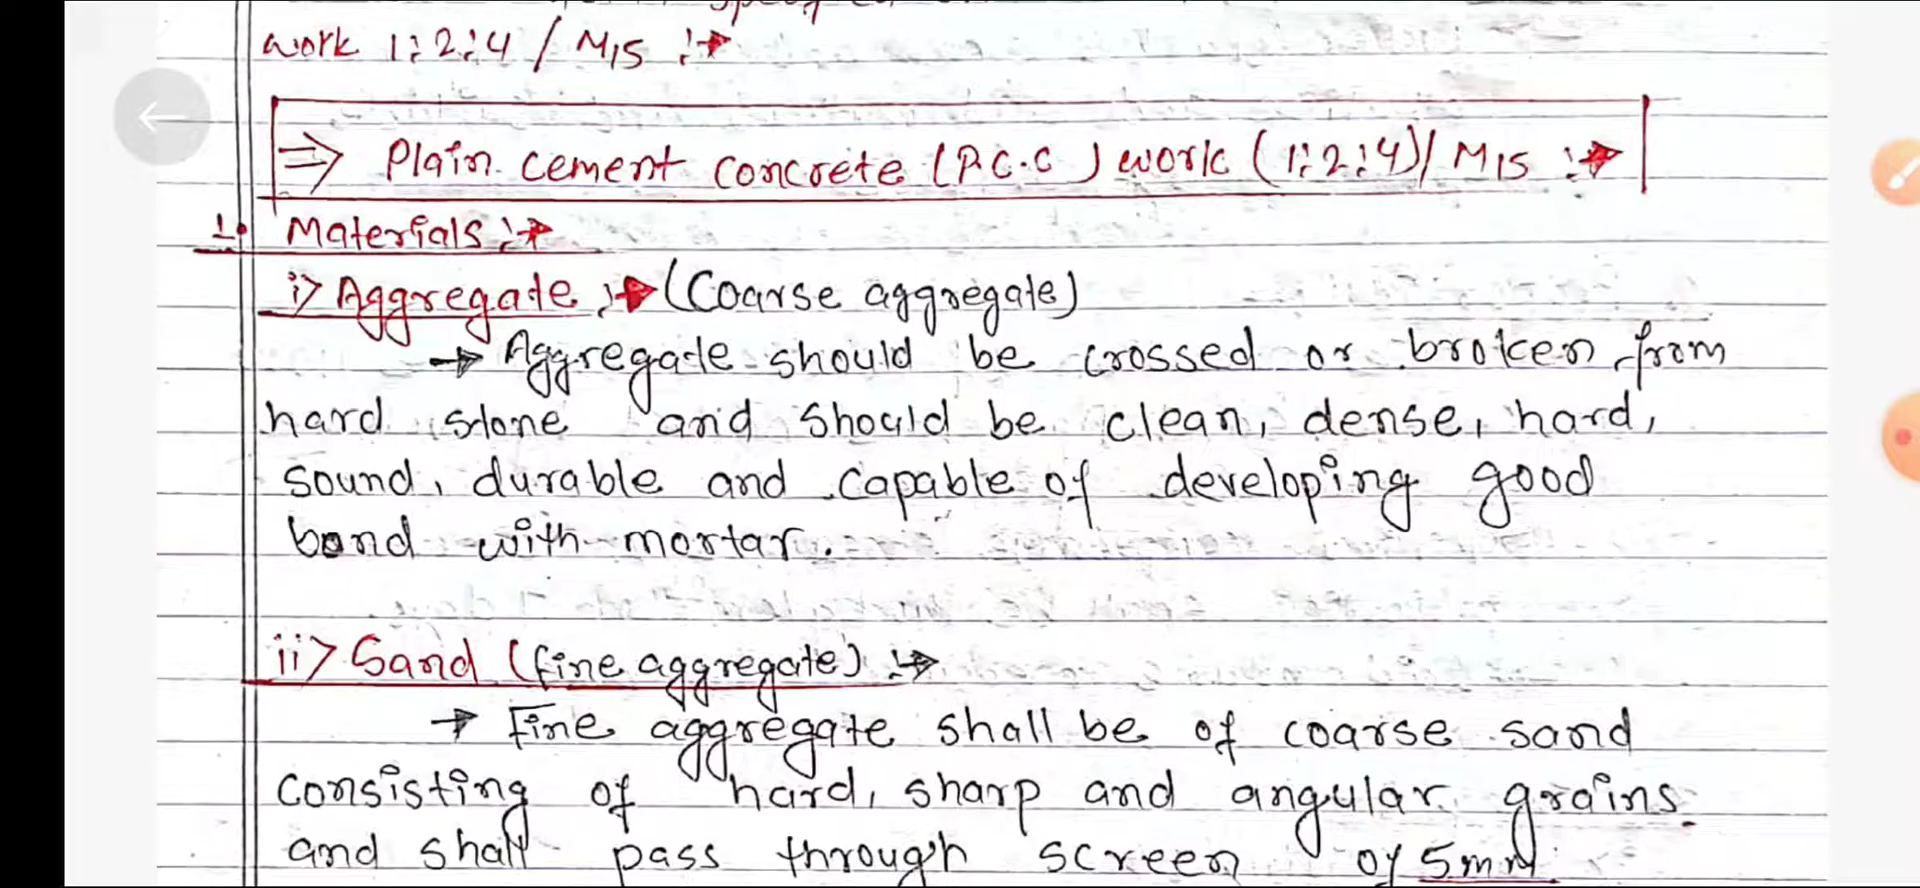 work 1:2:4 / M15 :→
⇒ Plain cement concrete (P.C.C) work (1:2:4)/ M15 :→
1. Materials :→
i> Aggregate :→ (Coarse aggregate)
→ Aggregate should be crossed or broken from
hard stone and should be clean, dense, hard,
sound, durable and capable of developing good
bond with mortar.
ii> Sand (fine aggregate) :→
→ Fine aggregate shall be of coarse sand
consisting of hard, sharp and angular grains
and shall pass through screen of 5mm